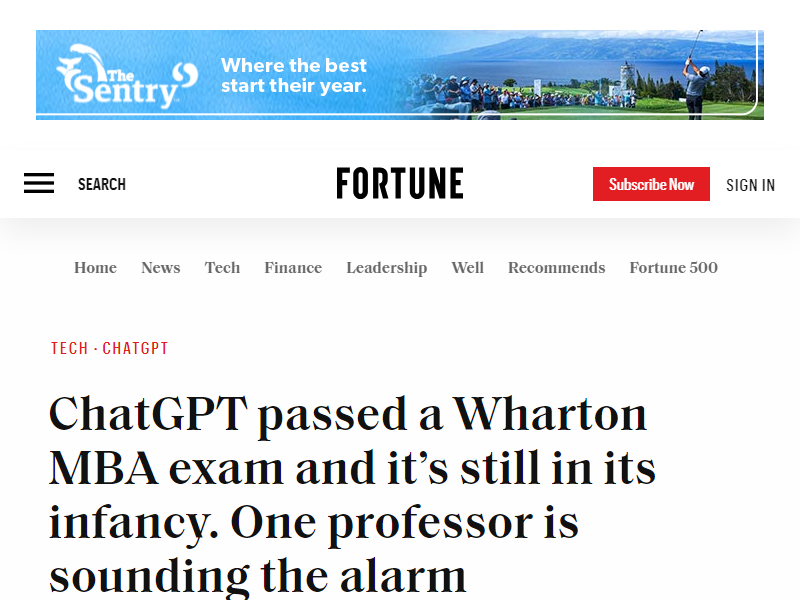 The
Sentry
Where the best
start their year.
SEARCH
FORTUNE
Subscribe Now
SIGN IN
Home News Tech Finance Leadership Well Recommends Fortune 500
TECH · CHATGPT
ChatGPT passed a Wharton
MBA exam and it’s still in its
infancy. One professor is
sounding the alarm